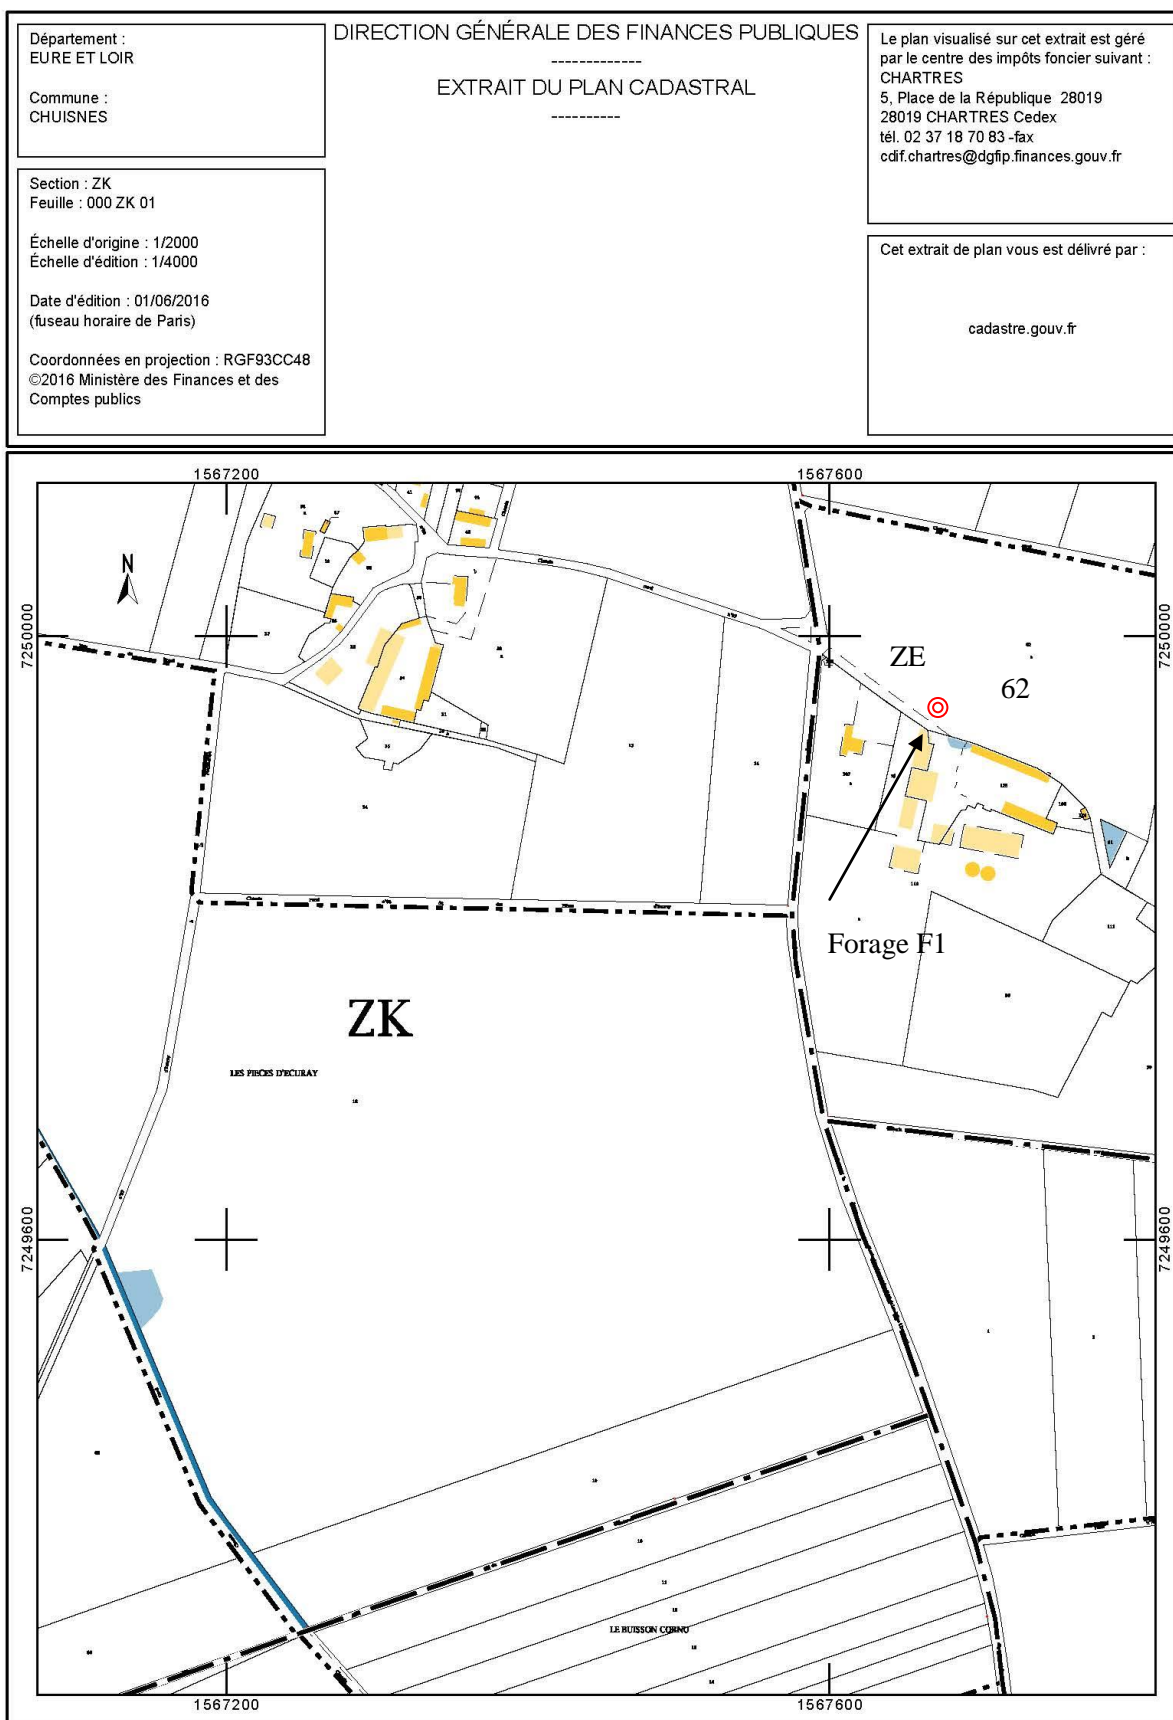 Département :
EURE ET LOIR
Commune :
CHUISNES
Section : ZK
Feuille : 000 ZK 01
Échelle d'origine : 1/2000
Échelle d'édition : 1/4000
Date d'édition : 01/06/2016
(fuseau horaire de Paris)
Coordonnées en projection : RGF93CC48
©2016 Ministère des Finances et des
Comptes publics
DIRECTION GÉNÉRALE DES FINANCES PUBLIQUES
-------------
EXTRAIT DU PLAN CADASTRAL
----------
Le plan visualisé sur cet extrait est géré
par le centre des impôts foncier suivant :
CHARTRES
5, Place de la République 28019
28019 CHARTRES Cedex
tél. 02 37 18 70 83 -fax
cdif.chartres@dgfip.finances.gouv.fr
Cet extrait de plan vous est délivré par :
cadastre.gouv.fr
1567200
1567600
N
7250000
7250000
ZE
62
Forage F1
ZK
LES PIECES D'ECURAY
7249600
7249600
LE BUISSON CORNU
1567200
1567600